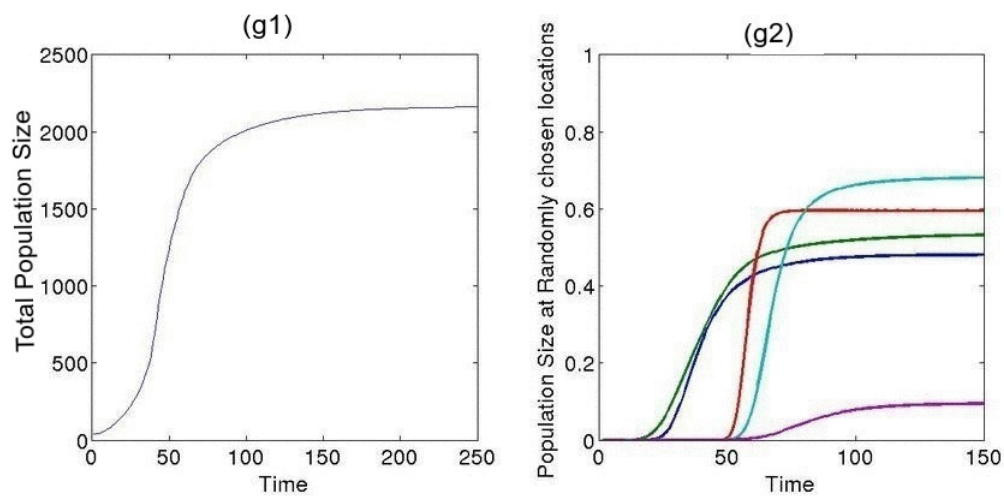 (g1)
Total Population Size
2500
2000
1500
1000
500
0
0 50 100 150 200 250
Time
(g2)
Population Size at Randomly chosen locations
1
0.8
0.6
0.4
0.2
0
0 50 100 150
Time